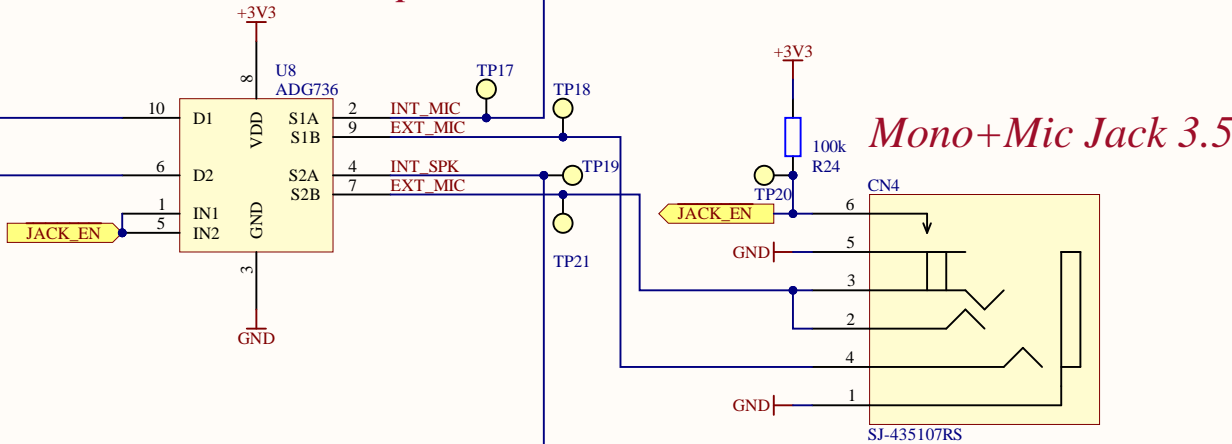 +3V3
U8
ADG736
8
VDD
10 D1
6 D2
1 IN1
5 IN2
JACK_EN
GND
3
GND
S1A 2 INT_MIC
S1B 9 EXT_MIC
S2A 4 INT_SPK
S2B 7 EXT_MIC
TP17
TP18
TP19
TP21
+3V3
100k
R24
TP20
JACK_EN
Mono+Mic Jack 3.5
CN4
6
GND 5
3
2
4
GND 1
SJ-435107RS